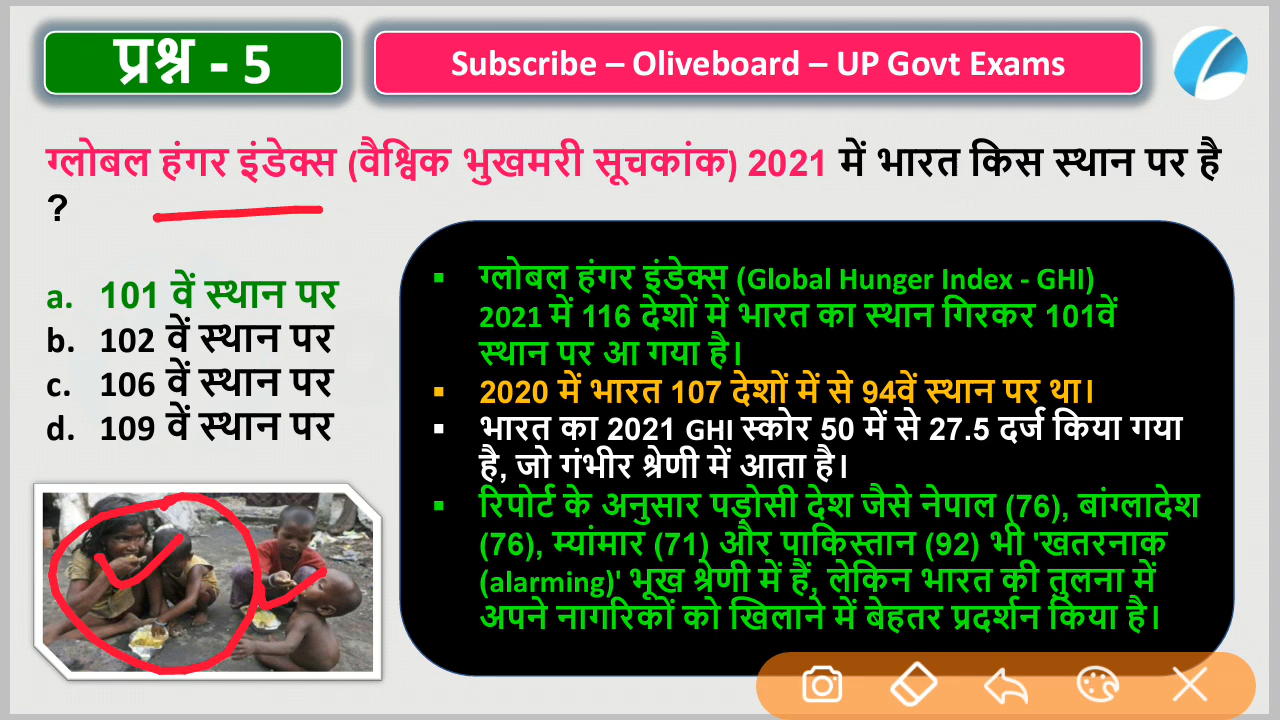 प्रश्न - 5
Subscribe – Oliveboard – UP Govt Exams
ग्लोबल हंगर इंडेक्स (वैश्विक भुखमरी सूचकांक) 2021 में भारत किस स्थान पर है
?
a. 101 वें स्थान पर
b. 102 वें स्थान पर
c. 106 वें स्थान पर
d. 109 वें स्थान पर
▪ ग्लोबल हंगर इंडेक्स (Global Hunger Index - GHI)
2021 में 116 देशों में भारत का स्थान गिरकर 101वें
स्थान पर आ गया है।
▪ 2020 में भारत 107 देशों में से 94वें स्थान पर था।
▪ भारत का 2021 GHI स्कोर 50 में से 27.5 दर्ज किया गया
है, जो गंभीर श्रेणी में आता है।
▪ रिपोर्ट के अनुसार पड़ोसी देश जैसे नेपाल (76), बांग्लादेश
(76), म्यांमार (71) और पाकिस्तान (92) भी 'खतरनाक
(alarming)' भूख श्रेणी में हैं, लेकिन भारत की तुलना में
अपने नागरिकों को खिलाने में बेहतर प्रदर्शन किया है।